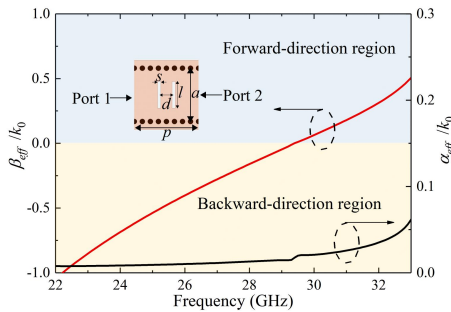 1.0
0.5
0.0
-0.5
-1.0
β_eff /k_0
0.3
0.2
0.1
0.0
α_eff/k_0
Forward-direction region
s
l
a
d
p
Port 1
Port 2
Backward-direction region
22 24 26 28 30 32
Frequency (GHz)